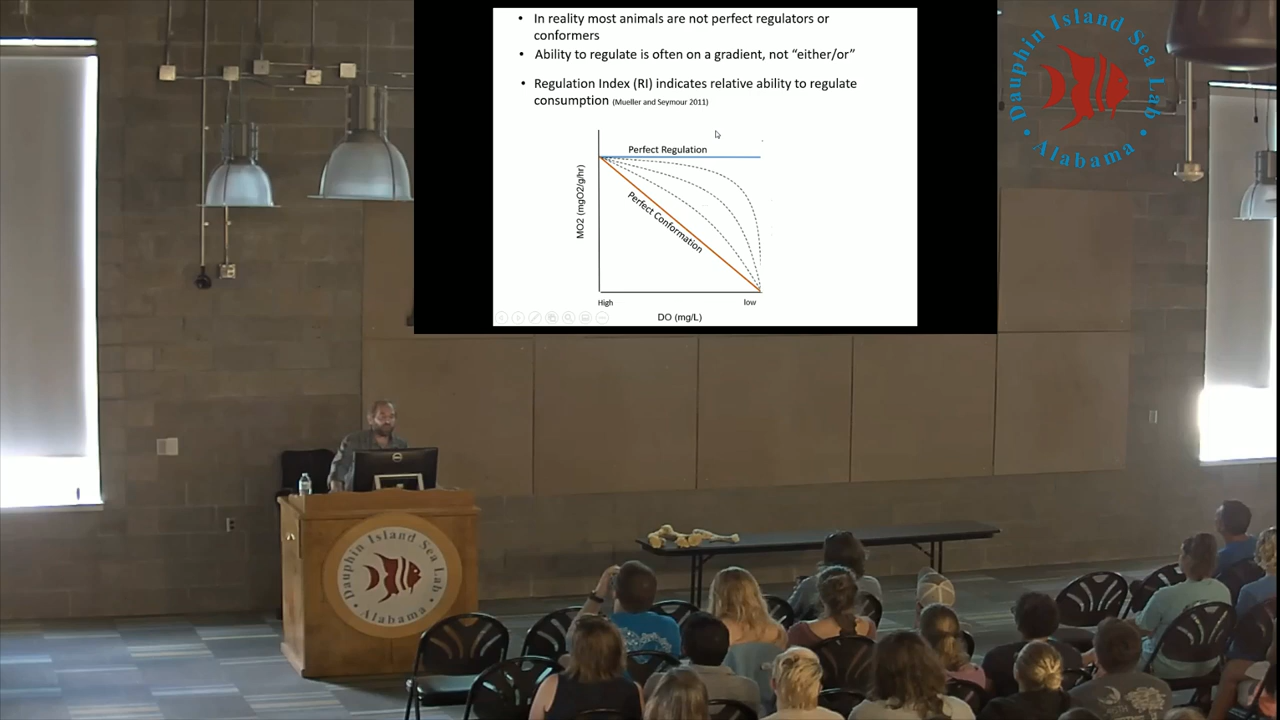 • In reality most animals are not perfect regulators or
conformers
• Ability to regulate is often on a gradient, not “either/or”
• Regulation Index (RI) indicates relative ability to regulate
consumption (Mueller and Seymour 2011)
Perfect Regulation
Perfect Conformation
MO2 (mgO2/g/hr)
High
low
DO (mg/L)
Dauphin Island Sea Lab
• Alabama •
DELL
Dauphin Island Sea Lab
• Alabama •